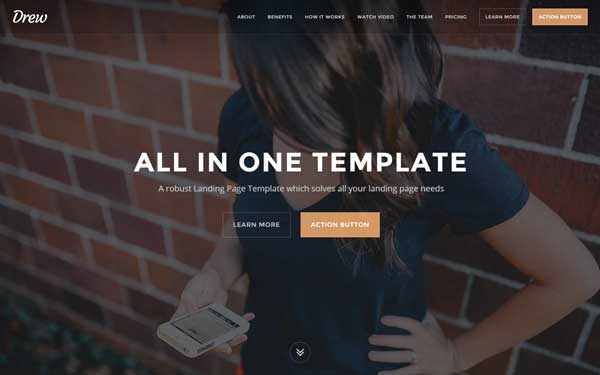 Drew
ABOUT BENEFITS HOW IT WORKS WATCH VIDEO THE TEAM PRICING LEARN MORE ACTION BUTTON
ALL IN ONE TEMPLATE
A robust Landing Page Template which solves all your landing page needs
LEARN MORE ACTION BUTTON